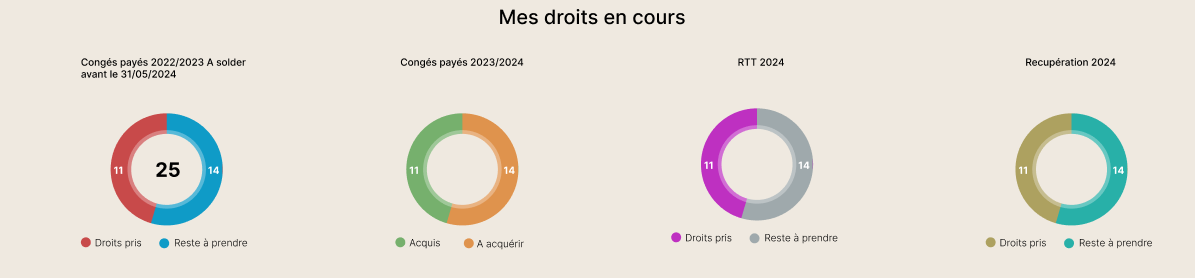 Mes droits en cours
Congés payés 2022/2023 A solder
avant le 31/05/2024
11
25
14
Droits pris
Reste à prendre
Congés payés 2023/2024
11
14
Acquis
A acquérir
RTT 2024
11
14
Droits pris
Reste à prendre
Recupération 2024
11
14
Droits pris
Reste à prendre